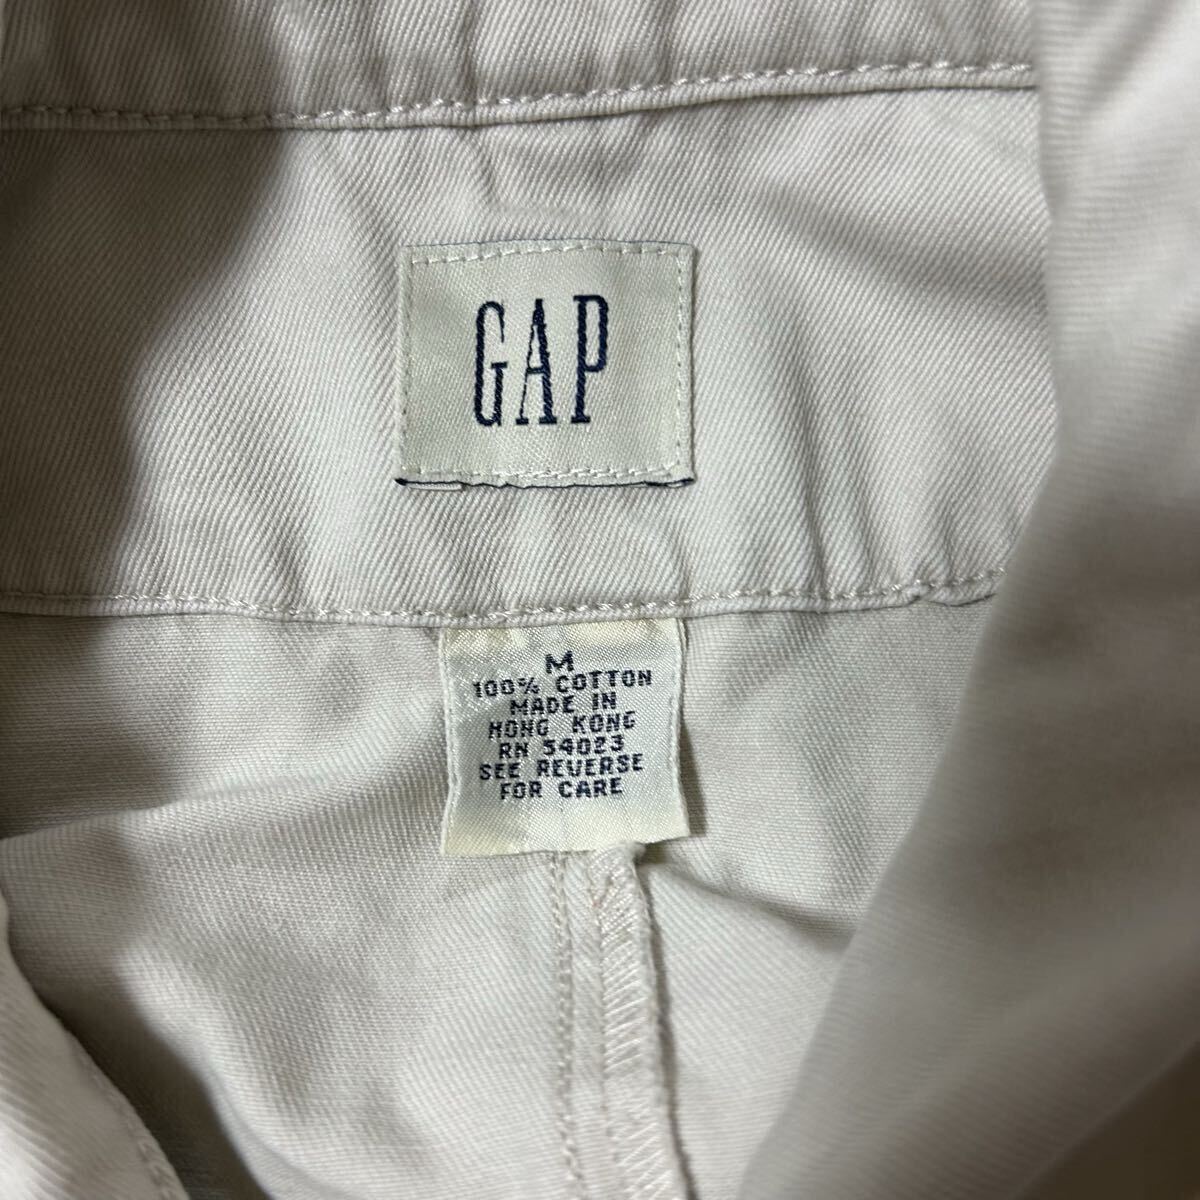 GAP
M
100% COTTON
MADE IN
HONG KONG
RN 54023
SEE REVERSE
FOR CARE